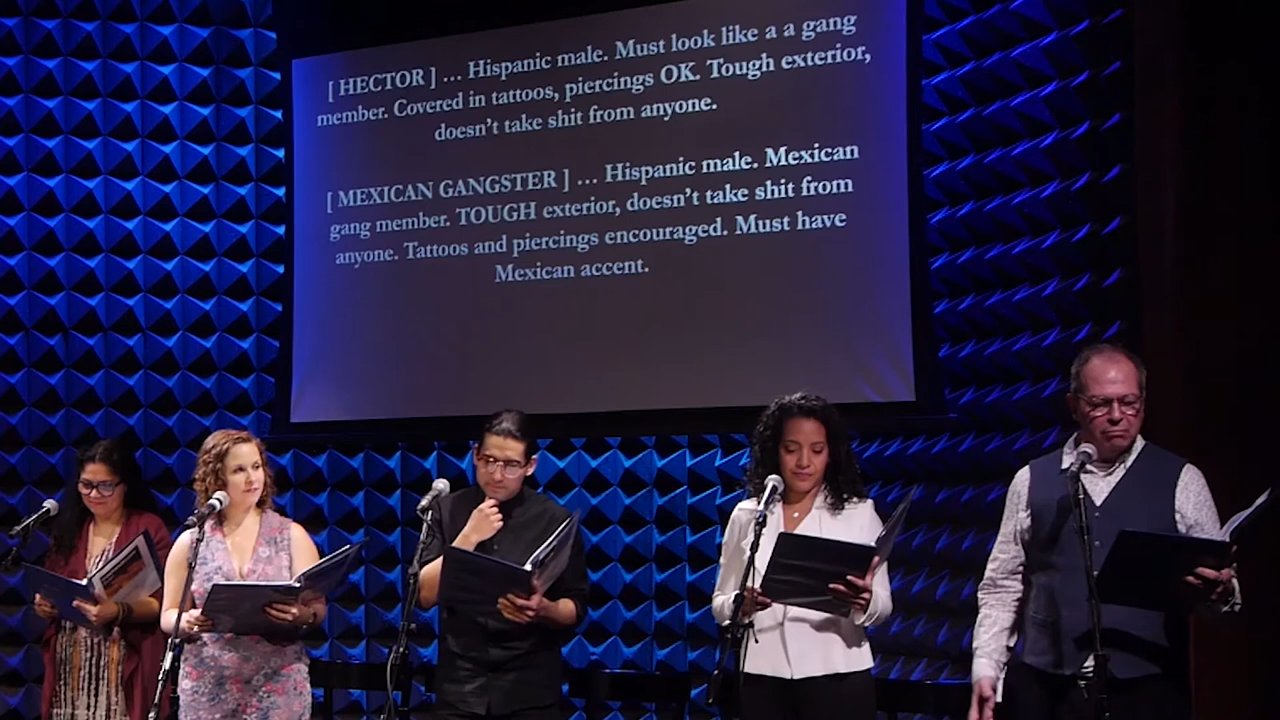 [ HECTOR ] … Hispanic male. Must look like a a gang
member. Covered in tattoos, piercings OK. Tough exterior,
doesn’t take shit from anyone.
[ MEXICAN GANGSTER ] … Hispanic male. Mexican
gang member. TOUGH exterior, doesn’t take shit from
anyone. Tattoos and piercings encouraged. Must have
Mexican accent.